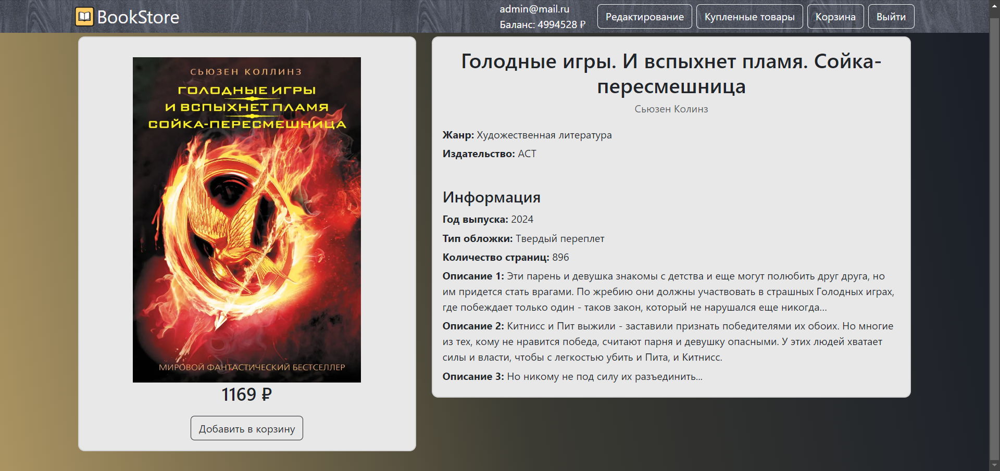 BookStore
admin@mail.ru
Баланс: 4994528 ₽
Редактирование
Купленные товары
Корзина
Выйти
СЬЮЗЕН КОЛЛИНЗ
ГОЛОДНЫЕ ИГРЫ
И ВСПЫХНЕТ ПЛАМЯ
СОЙКА-ПЕРЕСМЕШНИЦА
МИРОВОЙ ФАНТАСТИЧЕСКИЙ БЕСТСЕЛЛЕР
1169 ₽
Добавить в корзину
Голодные игры. И вспыхнет пламя. Сойка-
пересмешница
Сьюзен Колинз
Жанр: Художественная литература
Издательство: АСТ
Информация
Год выпуска: 2024
Тип обложки: Твердый переплет
Количество страниц: 896
Описание 1: Эти парень и девушка знакомы с детства и еще могут полюбить друг друга, но
им придется стать врагами. По жребию они должны участвовать в страшных Голодных играх,
где побеждает только один - таков закон, который не нарушался еще никогда...
Описание 2: Китнисс и Пит выжили - заставили признать победителями их обоих. Но многие
из тех, кому не нравится победа, считают парня и девушку опасными. У этих людей хватает
силы и власти, чтобы с легкостью убить и Пита, и Китнисс.
Описание 3: Но никому не под силу их разъединить...